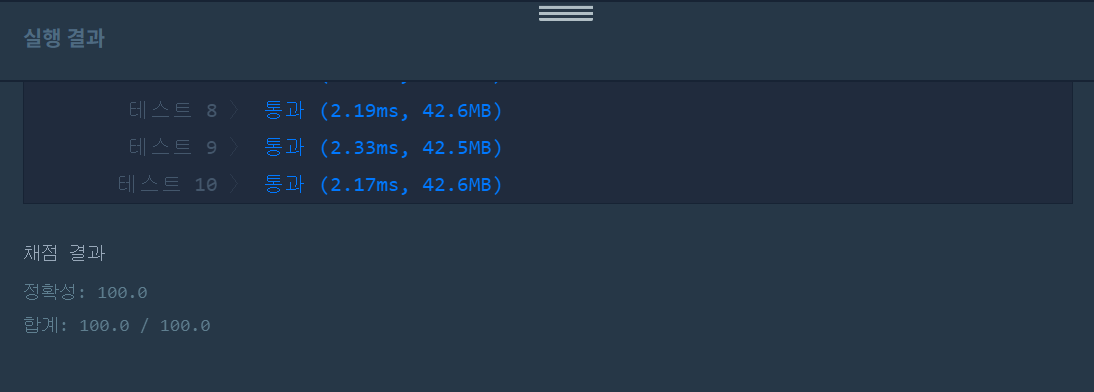 실행 결과
테스트 8 〉 통과 (2.19ms, 42.6MB)
테스트 9 〉 통과 (2.33ms, 42.5MB)
테스트 10 〉 통과 (2.17ms, 42.6MB)
채점 결과
정확성: 100.0
합계: 100.0 / 100.0